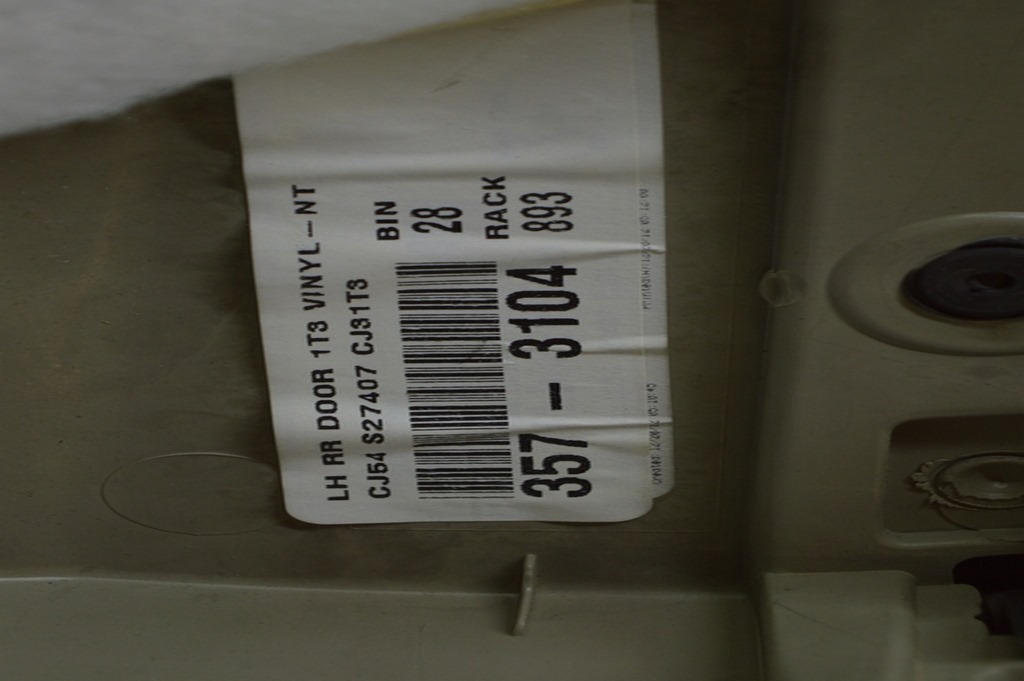 LH RR DOOR 1T3 VINYL-NT
CJ54 S27407 CJ31T3
BIN
28
RACK
893
357-3104